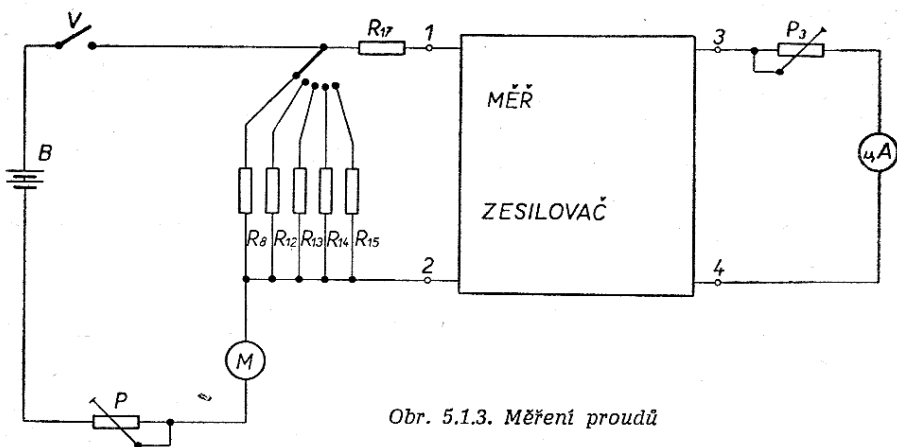 V
R17
1
3
P3
MĚŘ
B
µA
ZESILOVAČ
R8 R12 R13 R14 R15
2
4
M
P
Obr. 5.1.3. Měření proudů